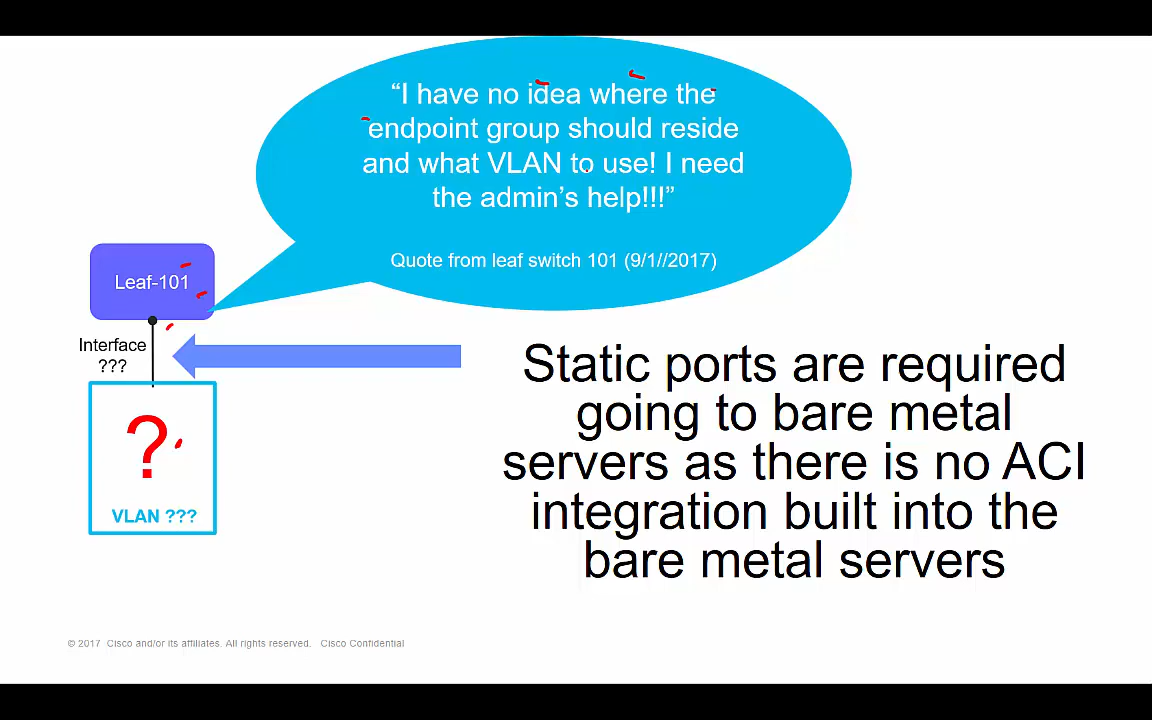 “I have no idea where the
endpoint group should reside
and what VLAN to use! I need
the admin’s help!!!”
Quote from leaf switch 101 (9/1//2017)
Leaf-101
Interface
???
?
VLAN ???
Static ports are required
going to bare metal
servers as there is no ACI
integration built into the
bare metal servers
© 2017 Cisco and/or its affiliates. All rights reserved. Cisco Confidential